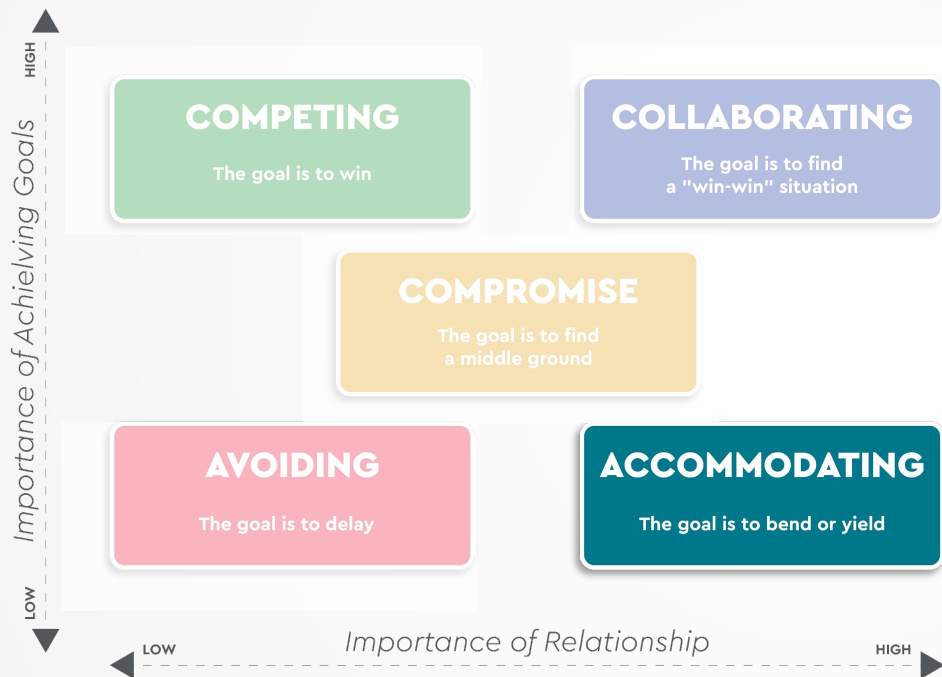 HIGH
Importance of Achielving Goals
LOW
COMPETING
The goal is to win
COLLABORATING
The goal is to find
a "win-win" situation
COMPROMISE
The goal is to find
a middle ground
AVOIDING
The goal is to delay
ACCOMMODATING
The goal is to bend or yield
LOW
Importance of Relationship
HIGH